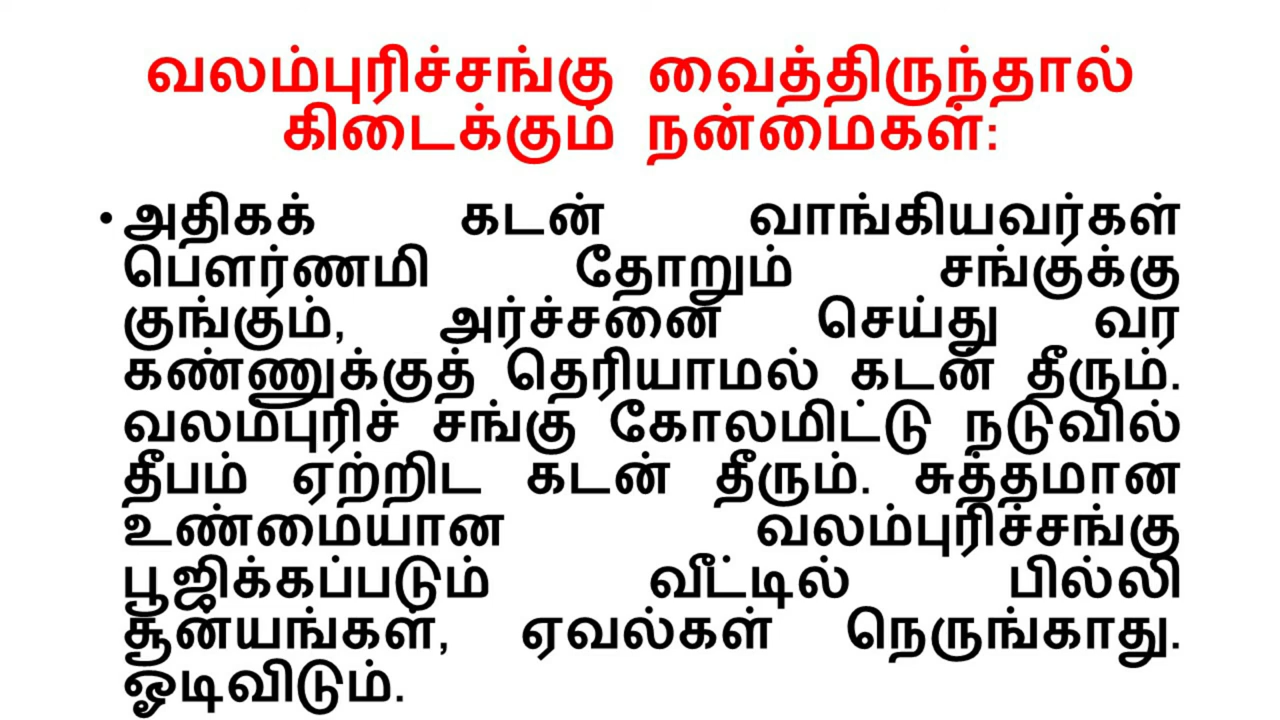 வலம்புரிச்சங்கு வைத்திருந்தால்
கிடைக்கும் நன்மைகள்:
• அதிகக் கடன் வாங்கியவர்கள்
பௌர்ணமி தோறும் சங்குக்கு
குங்கும், அர்ச்சனை செய்து வர
கண்ணுக்குத் தெரியாமல் கடன் தீரும்.
வலம்புரிச் சங்கு கோலமிட்டு நடுவில்
தீபம் ஏற்றிட கடன் தீரும். சுத்தமான
உண்மையான வலம்புரிச்சங்கு
பூஜிக்கப்படும் வீட்டில் பில்லி
சூன்யங்கள், ஏவல்கள் நெருங்காது.
ஓடிவிடும்.